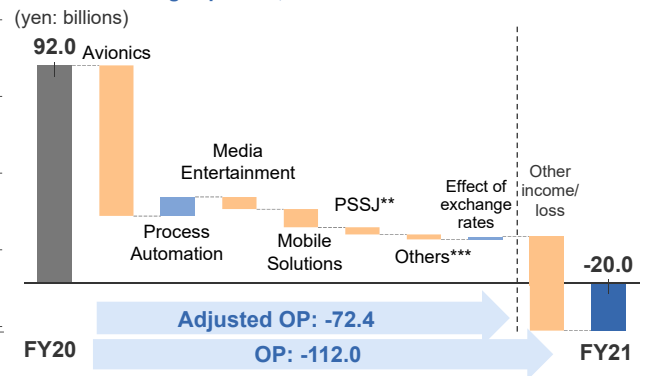 (yen: billions)
92.0
Avionics
Media
Entertainment
Process
Automation
Mobile
Solutions
PSSJ**
Others***
Effect of
exchange
rates
Other
income/
loss
-20.0
Adjusted OP: -72.4
OP: -112.0
FY20
FY21